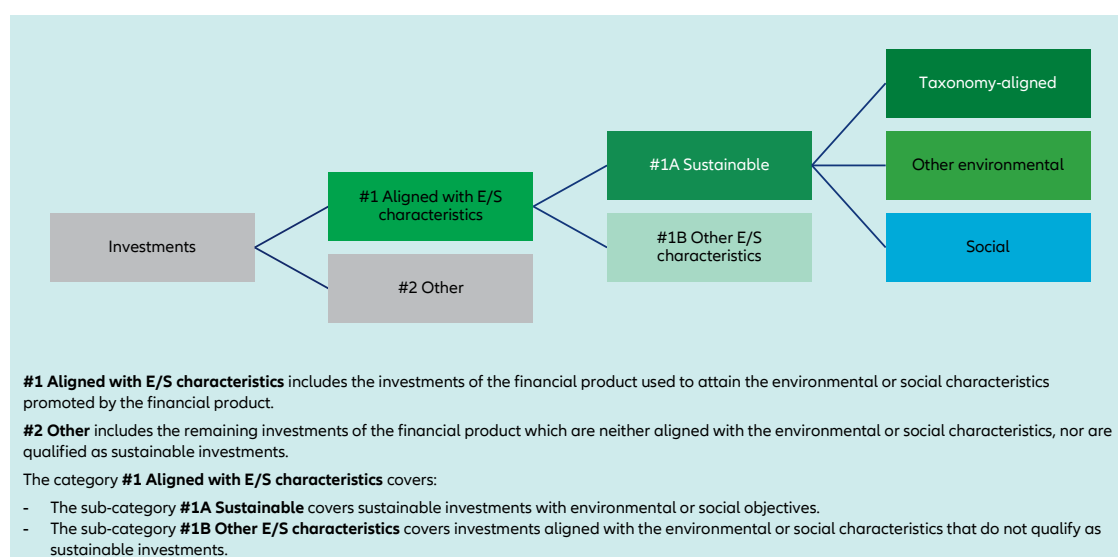 Taxonomy-aligned
#1A Sustainable
Other environmental
#1 Aligned with E/S
characteristics
Investments
#1B Other E/S
characteristics
Social
#2 Other
#1 Aligned with E/S characteristics includes the investments of the financial product used to attain the environmental or social characteristics
promoted by the financial product.
#2 Other includes the remaining investments of the financial product which are neither aligned with the environmental or social characteristics, nor are
qualified as sustainable investments.
The category #1 Aligned with E/S characteristics covers:
- The sub-category #1A Sustainable covers sustainable investments with environmental or social objectives.
- The sub-category #1B Other E/S characteristics covers investments aligned with the environmental or social characteristics that do not qualify as
sustainable investments.